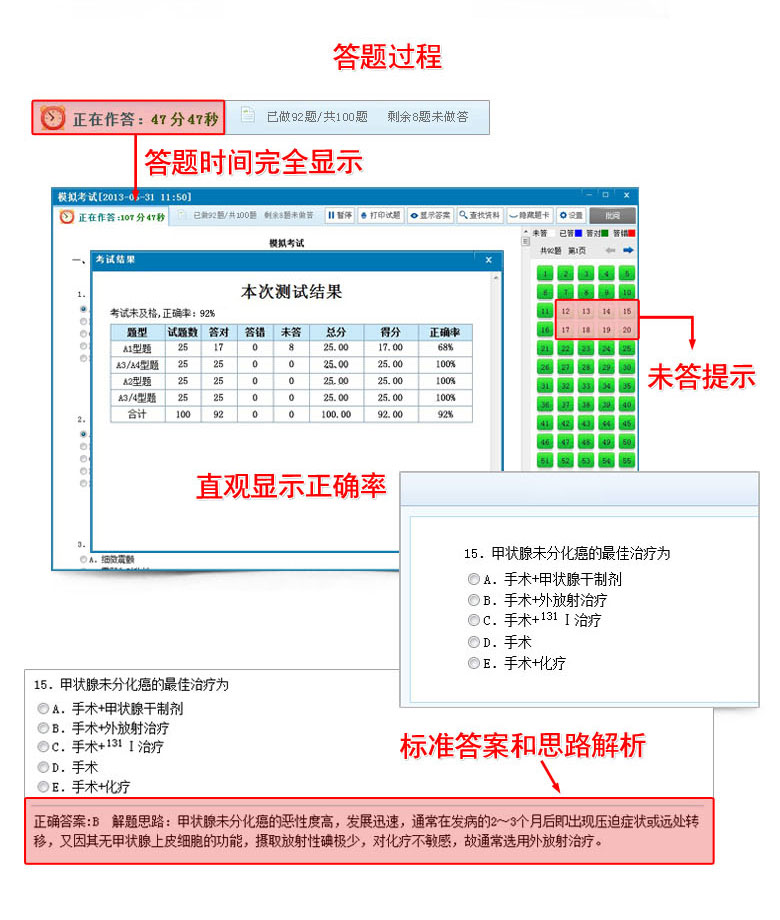 答题过程
正在作答：47分47秒
已做92题/共100题 剩余8题未做答
答题时间完全显示
模拟考试[2013-0 -31 11:50]
正在作答:107分47秒 已做92题/共100题 剩余8题未做答 暂停 打印试题 显示答案 查找资料 隐藏题卡 设置
模拟考试
未答 已答 答对 答错
共92题 第1页
一、
考试结果 X
本次测试结果
考试未及格,正确率: 92%
题型 试题数 答对 答错 未答 总分 得分 正确率
A1型题 25 17 0 8 25.00 17.00 68%
A3/A4型题 25 25 0 0 25.00 25.00 100%
A2型题 25 25 0 0 25.00 25.00 100%
A3/4型题 25 25 0 0 25.00 25.00 100%
合计 100 92 0 0 100.00 92.00 92%
1.
2.
3.
A. 细微震颤
1 2 3 4 5
6 7 8 9 10
11 12 13 14 15
16 17 18 19 20
21 22 23 24 25
26 27 28 29 30
31 32 33 34 35
36 37 38 39 40
41 42 43 44 45
46 47 48 49 50
51 52 53 54 55
未答提示
直观显示正确率
15. 甲状腺未分化癌的最佳治疗为
A. 手术+甲状腺干制剂
B. 手术+外放射治疗
C. 手术+131 I 治疗
D. 手术
E. 手术+化疗
15. 甲状腺未分化癌的最佳治疗为
A. 手术+甲状腺干制剂
B. 手术+外放射治疗
C. 手术+131 I 治疗
D. 手术
E. 手术+化疗
标准答案和思路解析
正确答案:B 解题思路：甲状腺未分化癌的恶性度高，发展迅速，通常在发病的2～3个月后即出现压迫症状或远处转
移，又因其无甲状腺上皮细胞的功能，摄取放射性碘极少，对化疗不敏感，故通常选用外放射治疗。